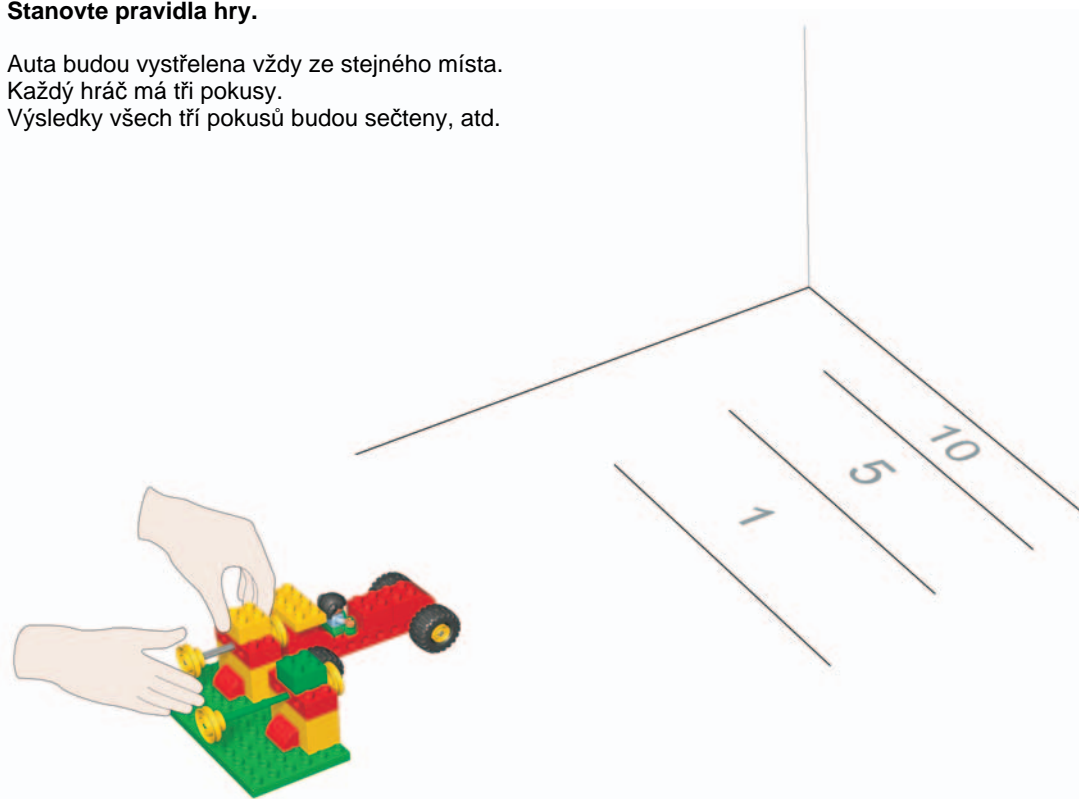 Stanovte pravidla hry.
Auta budou vystřelena vždy ze stejného místa.
Každý hráč má tři pokusy.
Výsledky všech tří pokusů budou sečteny, atd.
10
5
1